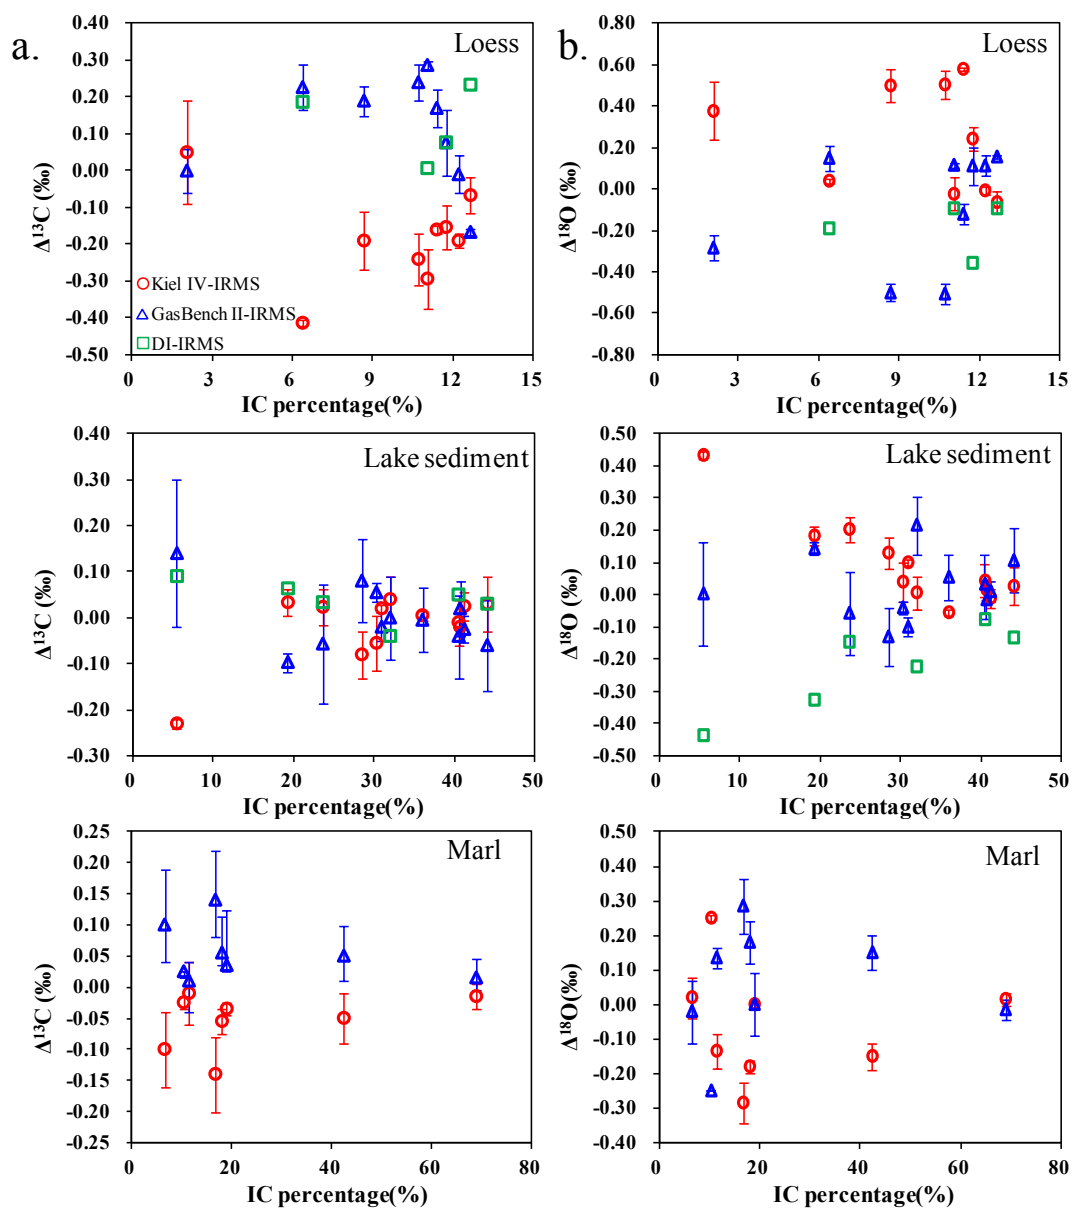 a.
Loess
0.40
0.30
0.20
0.10
0.00
-0.10
-0.20
-0.30
-0.40
-0.50
Δ13C (‰)
Kiel IV-IRMS
GasBench II-IRMS
DI-IRMS
0 3 6 9 12 15
IC percentage(%)
b.
Loess
0.80
0.60
0.40
0.20
0.00
-0.20
-0.40
-0.60
-0.80
Δ18O (‰)
0 3 6 9 12 15
IC percentage(%)
Lake sediment
0.40
0.30
0.20
0.10
0.00
-0.10
-0.20
-0.30
Δ13C (‰)
0 10 20 30 40 50
IC percentage(%)
Lake sediment
0.50
0.40
0.30
0.20
0.10
0.00
-0.10
-0.20
-0.30
-0.40
-0.50
Δ18O (‰)
0 10 20 30 40 50
IC percentage(%)
Marl
0.25
0.20
0.15
0.10
0.05
0.00
-0.05
-0.10
-0.15
-0.20
-0.25
Δ13C (‰)
0 20 40 60 80
IC percentage(%)
Marl
0.50
0.40
0.30
0.20
0.10
0.00
-0.10
-0.20
-0.30
-0.40
Δ18O(‰)
0 20 40 60 80
IC percentage(%)